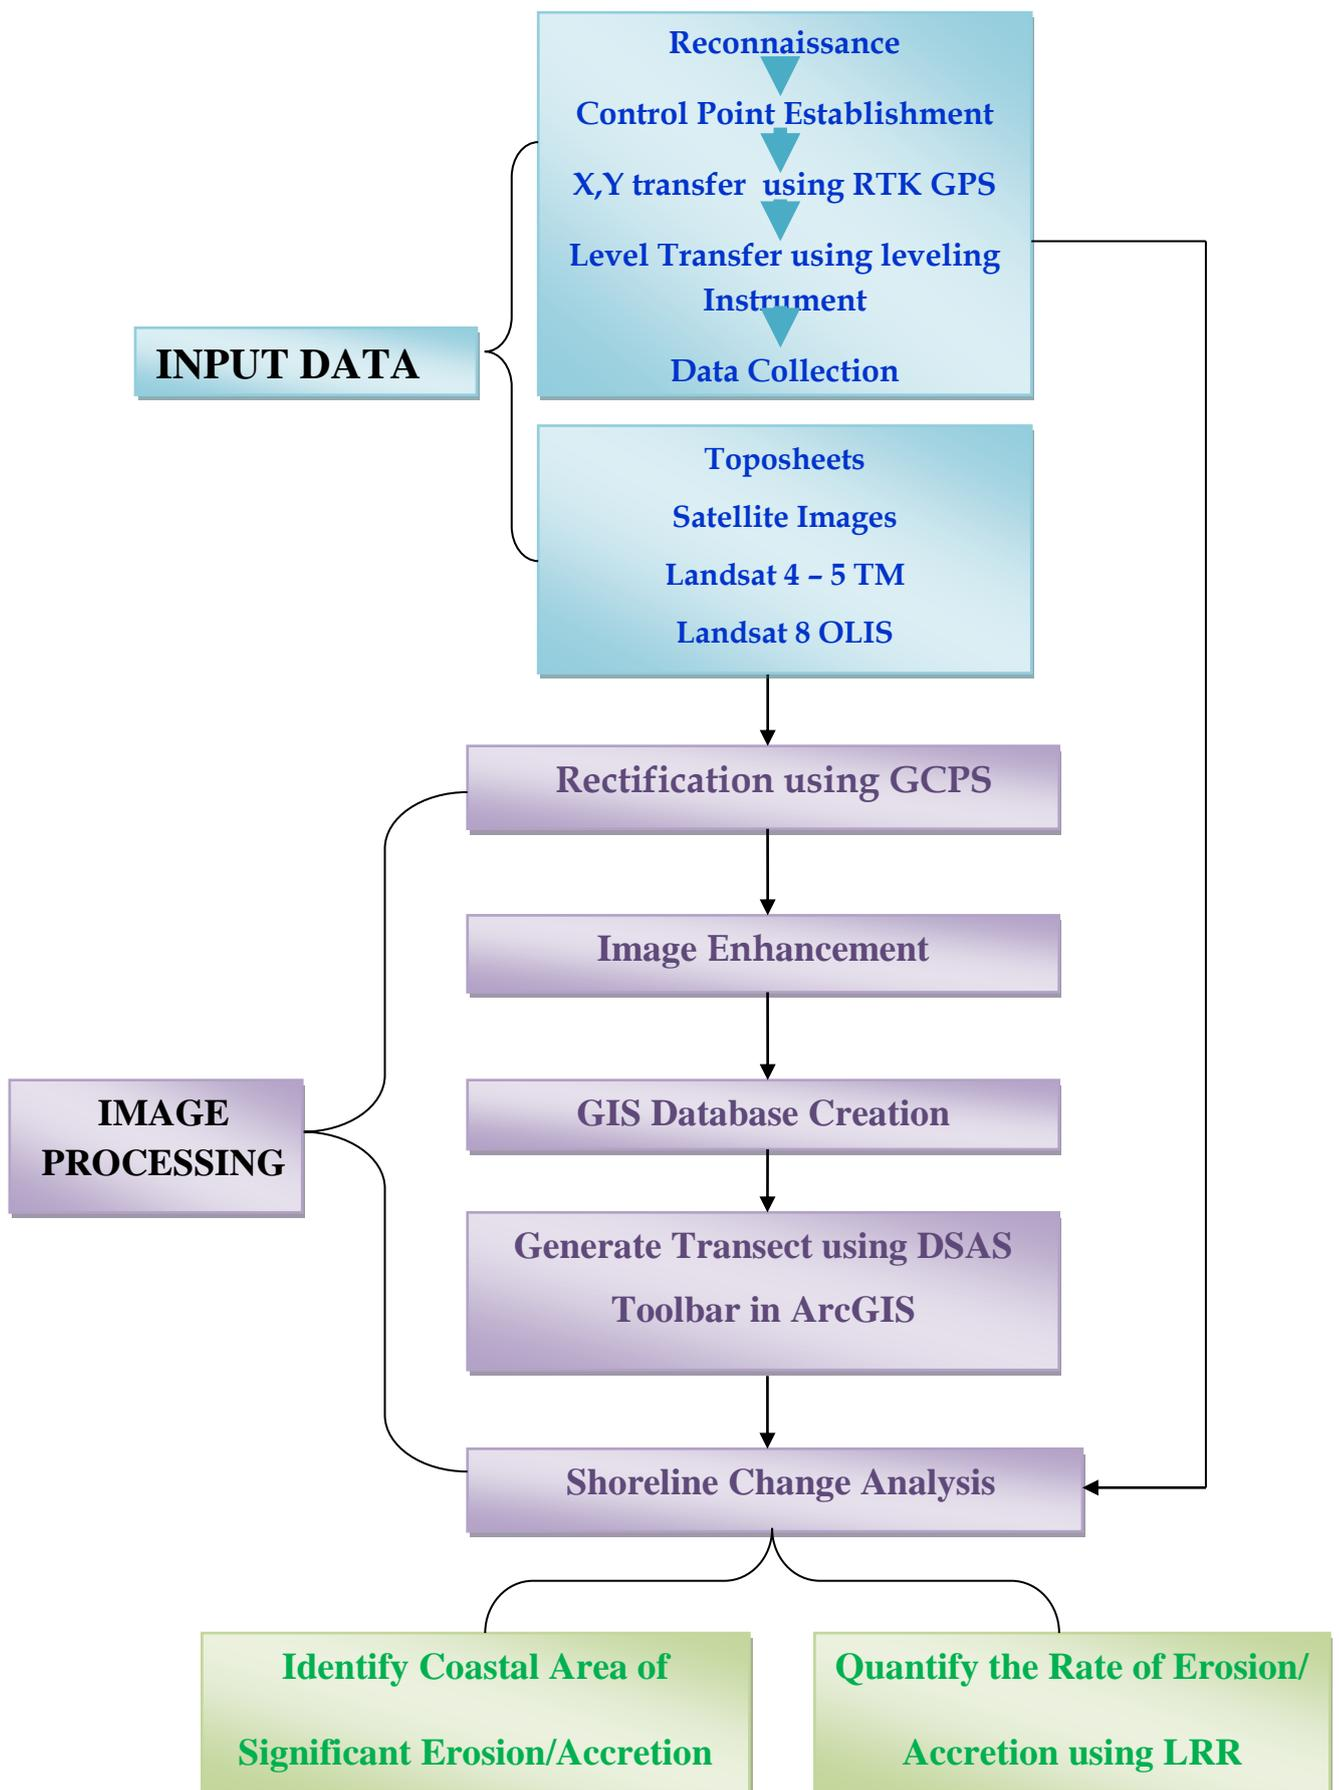 Reconnaissance
Control Point Establishment
X,Y transfer using RTK GPS
Level Transfer using leveling
Instrument
Data Collection
INPUT DATA
Toposheets
Satellite Images
Landsat 4 – 5 TM
Landsat 8 OLIS
Rectification using GCPS
Image Enhancement
GIS Database Creation
IMAGE
PROCESSING
Generate Transect using DSAS
Toolbar in ArcGIS
Shoreline Change Analysis
Identify Coastal Area of
Significant Erosion/Accretion
Quantify the Rate of Erosion/
Accretion using LRR